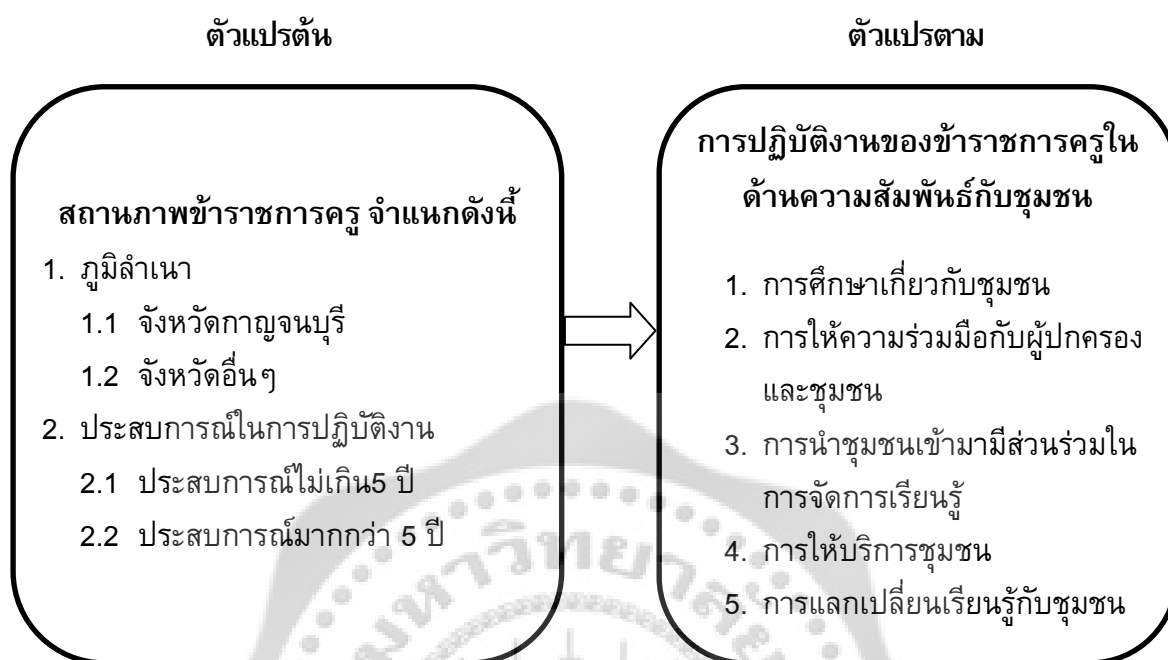 ตัวแปรต้น
ตัวแปรตาม
สถานภาพข้าราชการครู จำแนกดังนี้
1. ภูมิลำเนา
1.1 จังหวัดกาญจนบุรี
1.2 จังหวัดอื่นๆ
2. ประสบการณ์ในการปฏิบัติงาน
2.1 ประสบการณ์ไม่เกิน5 ปี
2.2 ประสบการณ์มากกว่า 5 ปี
การปฏิบัติงานของข้าราชการครูใน
ด้านความสัมพันธ์กับชุมชน
1. การศึกษาเกี่ยวกับชุมชน
2. การให้ความร่วมมือกับผู้ปกครอง
และชุมชน
3. การนำชุมชนเข้ามามีส่วนร่วมใน
การจัดการเรียนรู้
4. การให้บริการชุมชน
5. การแลกเปลี่ยนเรียนรู้กับชุมชน